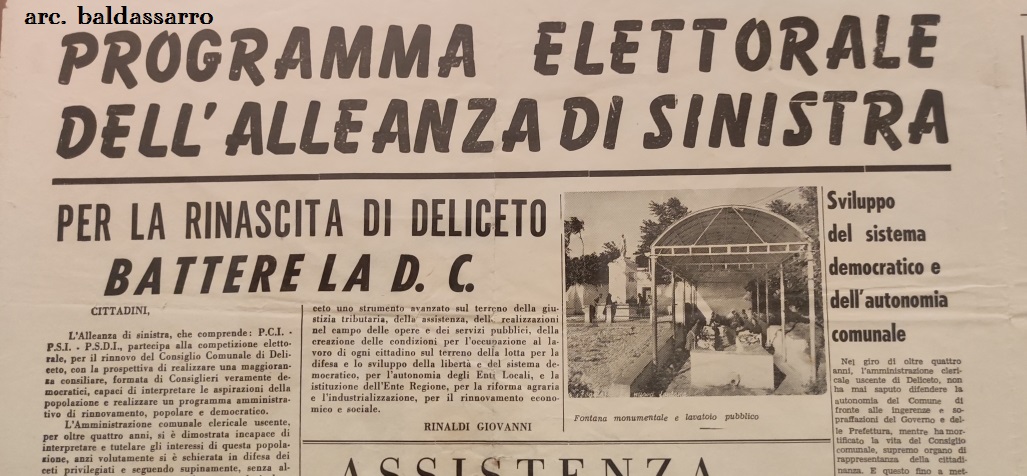 arc. baldassarro
PROGRAMMA ELETTORALE
DELL'ALLEANZA DI SINISTRA
PER LA RINASCITA DI DELICETO
BATTERE LA D. C.
CITTADINI,
L'Alleanza di sinistra, che comprende: P.C.I. -
P.S.I. - P.S.D.I., partecipa alla competizione eletto-
rale, per il rinnovo del Consiglio Comunale di Deli-
ceto, con la prospettiva di realizzare una maggioran-
za consiliare, formata di Consiglieri veramente de-
mocratici, capaci di interpretare le aspirazioni della
popolazione e realizzare un programma amministra-
tivo di rinnovamento, popolare e democratico.
L'Amministrazione comunale clericale uscente,
per oltre quattro anni, si è dimostrata incapace di
interpretare e tutelare gli interessi di questa popola-
zione, anzi volutamente si è schierata in difesa dei
ceti privilegiati e seguendo supinamente, senza al-
ceto uno strumento avanzato sul terreno della giu-
stizia tributaria, della assistenza, delle realizzazioni
nel campo delle opere e dei servizi pubblici, della
creazione delle condizioni per l'occupazione al la-
voro di ogni cittadino sul terreno della lotta per la
difesa e lo sviluppo della libertà e del sistema de-
mocratico, per l'autonomia degli Enti Locali, e la
istituzione dell'Ente Regione, per la riforma agraria
e l'industrializzazione, per il rinnovamento econo-
mico e sociale.
RINALDI GIOVANNI
Fontana monumentale e lavatoio pubblico
ASSISTENZA
Sviluppo
del sistema
democratico e
dell'autonomia
comunale
Nel giro di oltre quattro
anni, l'amministrazione cleri-
cale uscente di Deliceto, non
ha mai saputo difendere la
autonomia del Comune di
fronte alle ingerenze e so-
praffazioni del Governo e del-
le Prefettura, mentre ha mor-
tificato la vita del Consiglio
comunale, supremo organo di
rappresentanza della cittadi-
nanza. E questo fino a met-